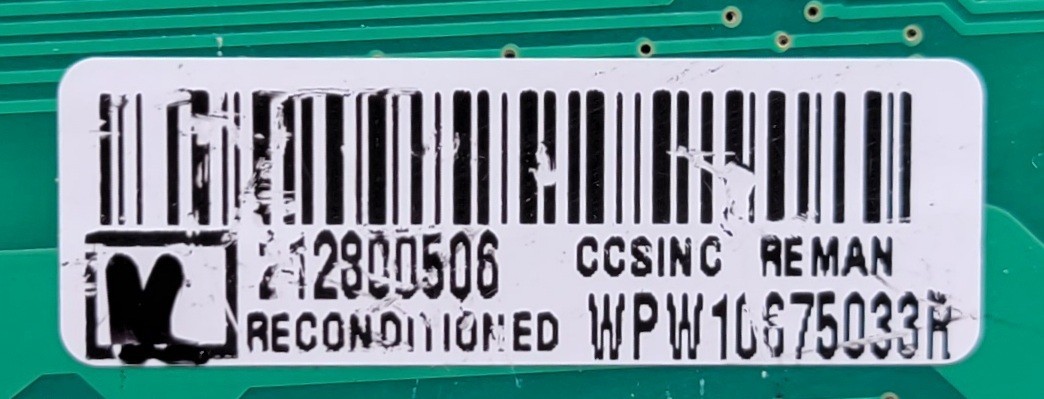 212800506 CCSINC REMAN
RECONDITIONED WPW10675033R